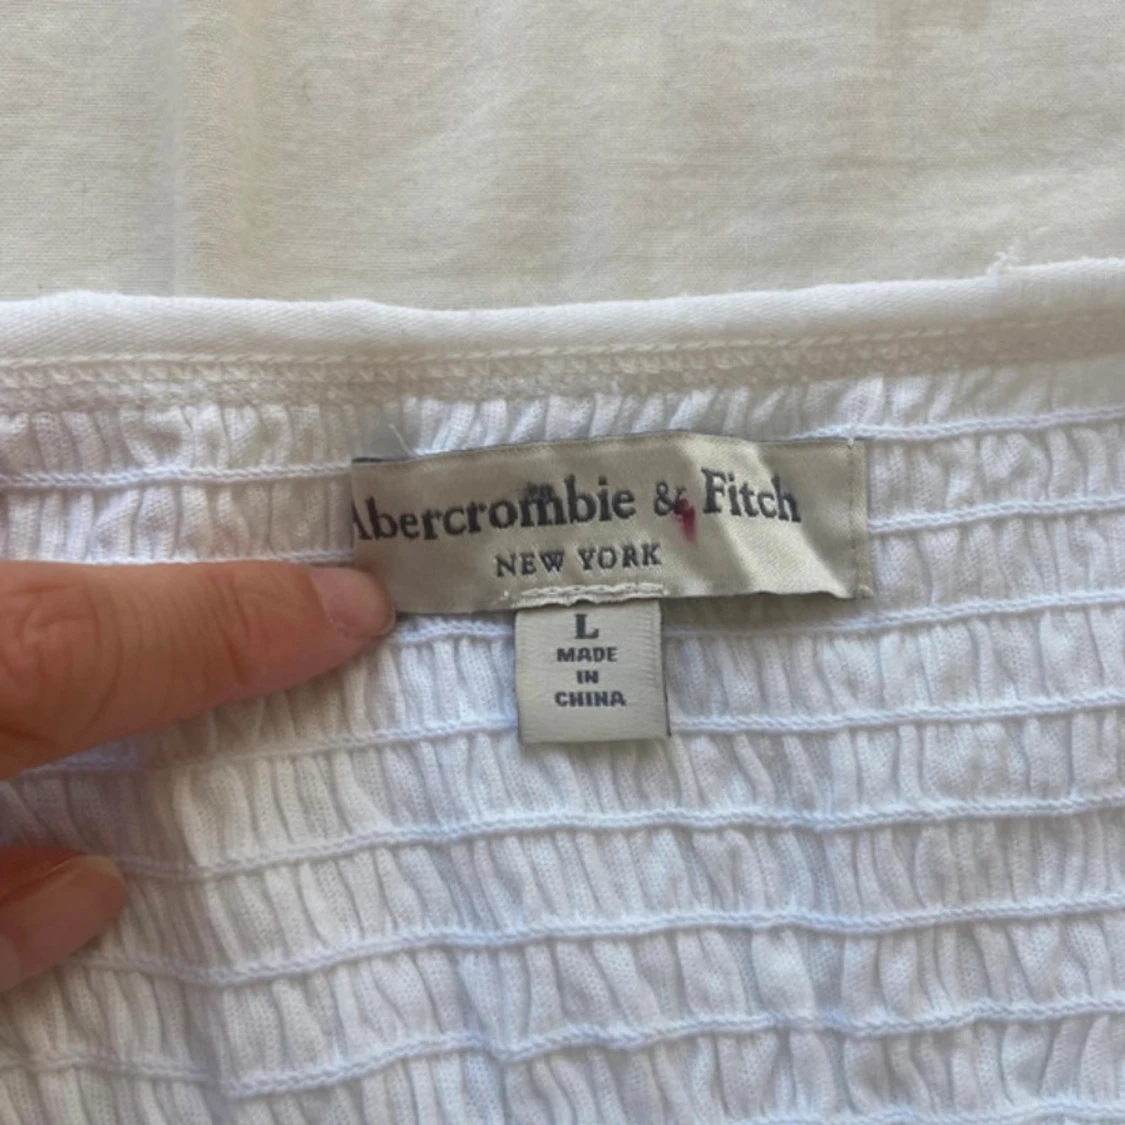 Abercrombie & Fitch
NEW YORK
L
MADE
IN
CHINA